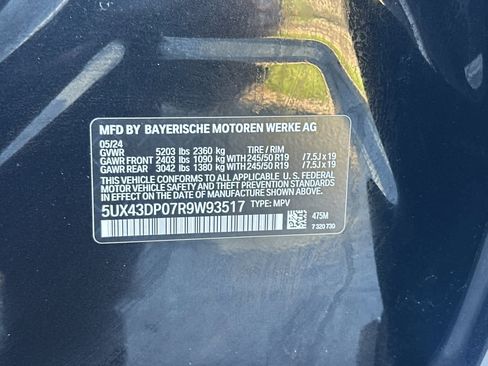 MFD BY BAYERISCHE MOTOREN WERKE AG
05/24
GVWR 5203 lbs 2360 kg TIRE / RIM
GAWR FRONT 2403 lbs 1090 kg WITH 245/50 R19 /7.5J x 19
GAWR REAR 3042 lbs 1380 kg WITH 245/50 R19 /7.5J x 19
THIS VEHICLE CONFORMS TO ALL APPLICABLE FEDERAL MOTOR VEHICLE
SAFETY AND THEFT PREVENTION STANDARDS IN EFFECT ON THE DATE OF
MANUFACTURE SHOWN ABOVE.
5UX43DP07R9W93517 TYPE: MPV
475M
7 320 730